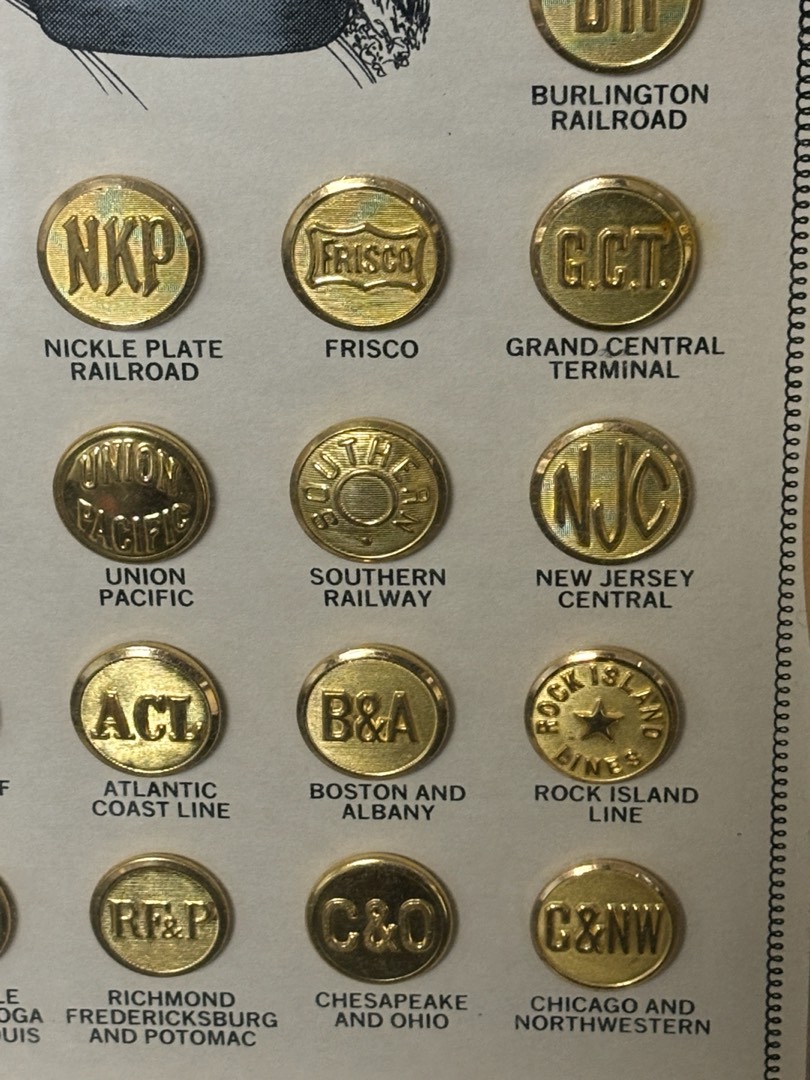 BURLINGTON
RAILROAD
NKP
FRISCO
G.C.T.
NICKLE PLATE
RAILROAD
FRISCO
GRAND CENTRAL
TERMINAL
UNION
PACIFIC
SOUTHERN
NJC
UNION
PACIFIC
SOUTHERN
RAILWAY
NEW JERSEY
CENTRAL
ACL
B&A
ROCK ISLAND
LINES
ATLANTIC
COAST LINE
BOSTON AND
ALBANY
ROCK ISLAND
LINE
RF&P
C&O
C&NW
RICHMOND
FREDERICKSBURG
AND POTOMAC
CHESAPEAKE
AND OHIO
CHICAGO AND
NORTHWESTERN